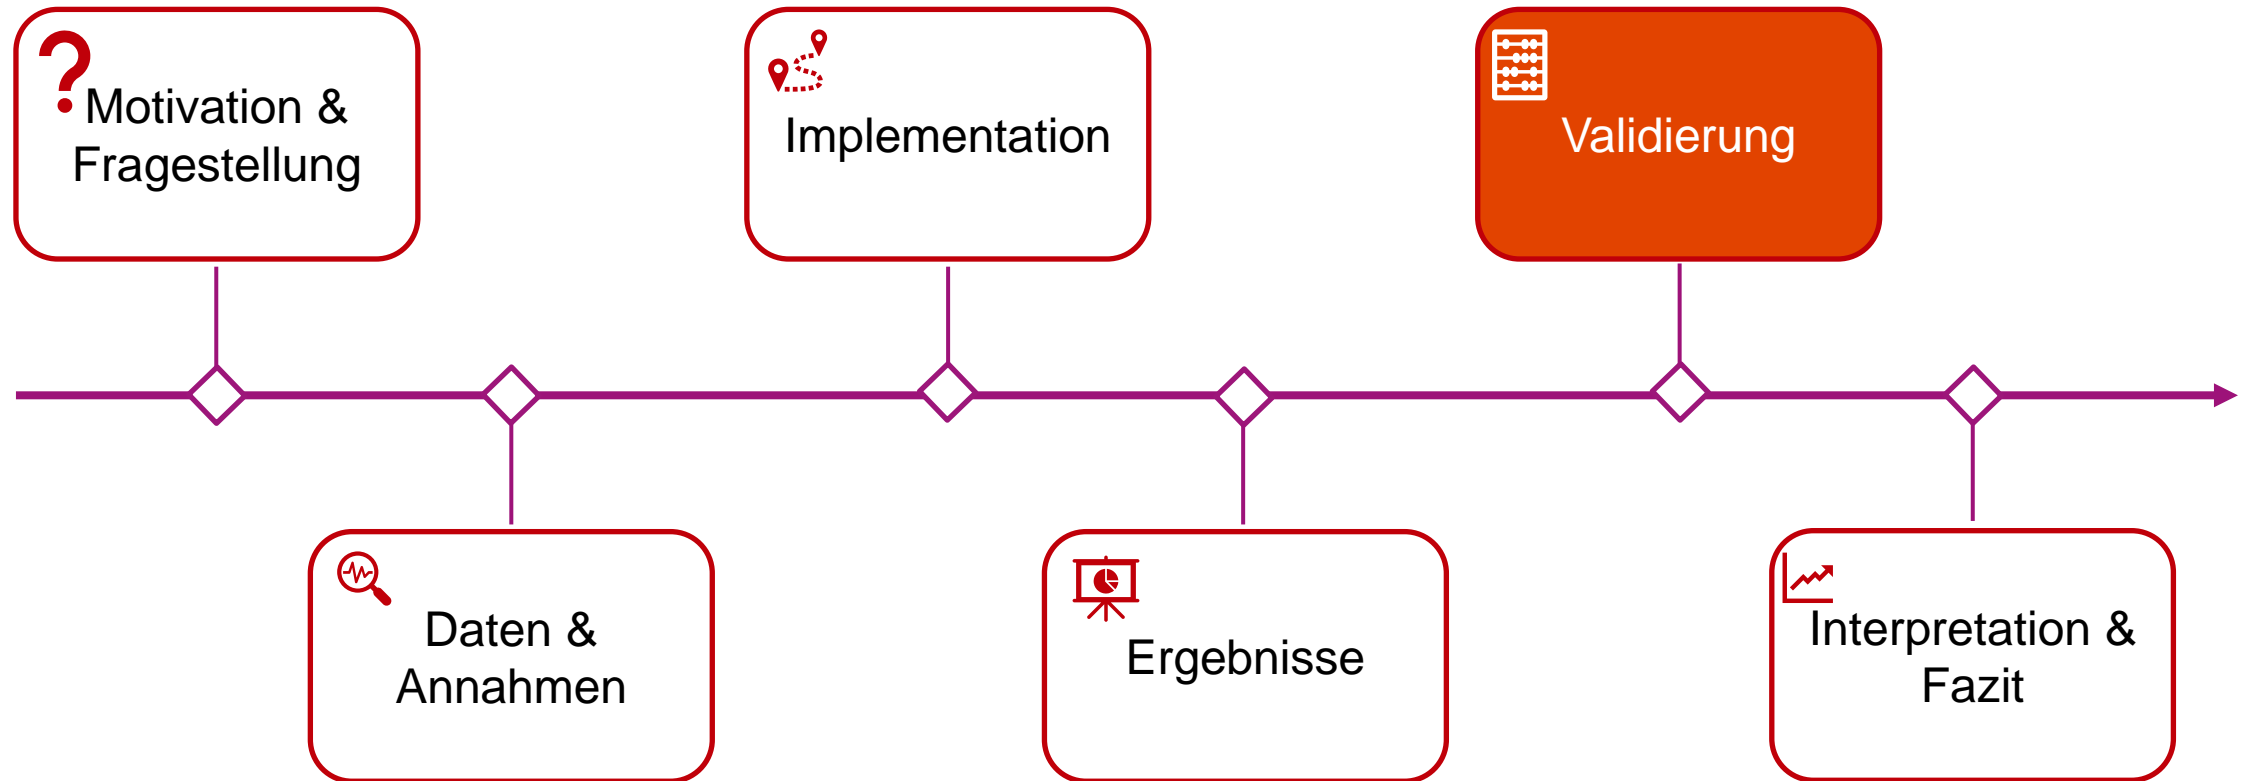 Motivation &
Fragestellung
Daten &
Annahmen
Implementation
Ergebnisse
Validierung
Interpretation &
Fazit